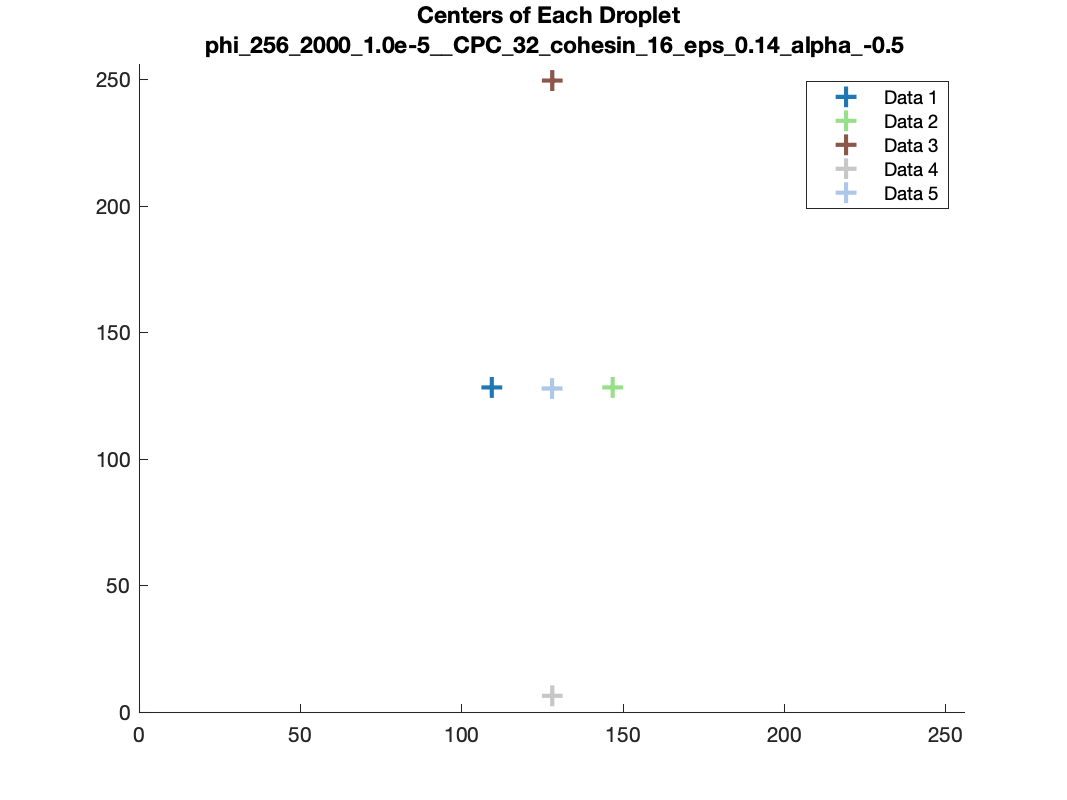 Centers of Each Droplet
phi_256_2000_1.0e-5__CPC_32_cohesin_16_eps_0.14_alpha_-0.5
250
200
150
100
50
0
0 50 100 150 200 250
Data 1
Data 2
Data 3
Data 4
Data 5